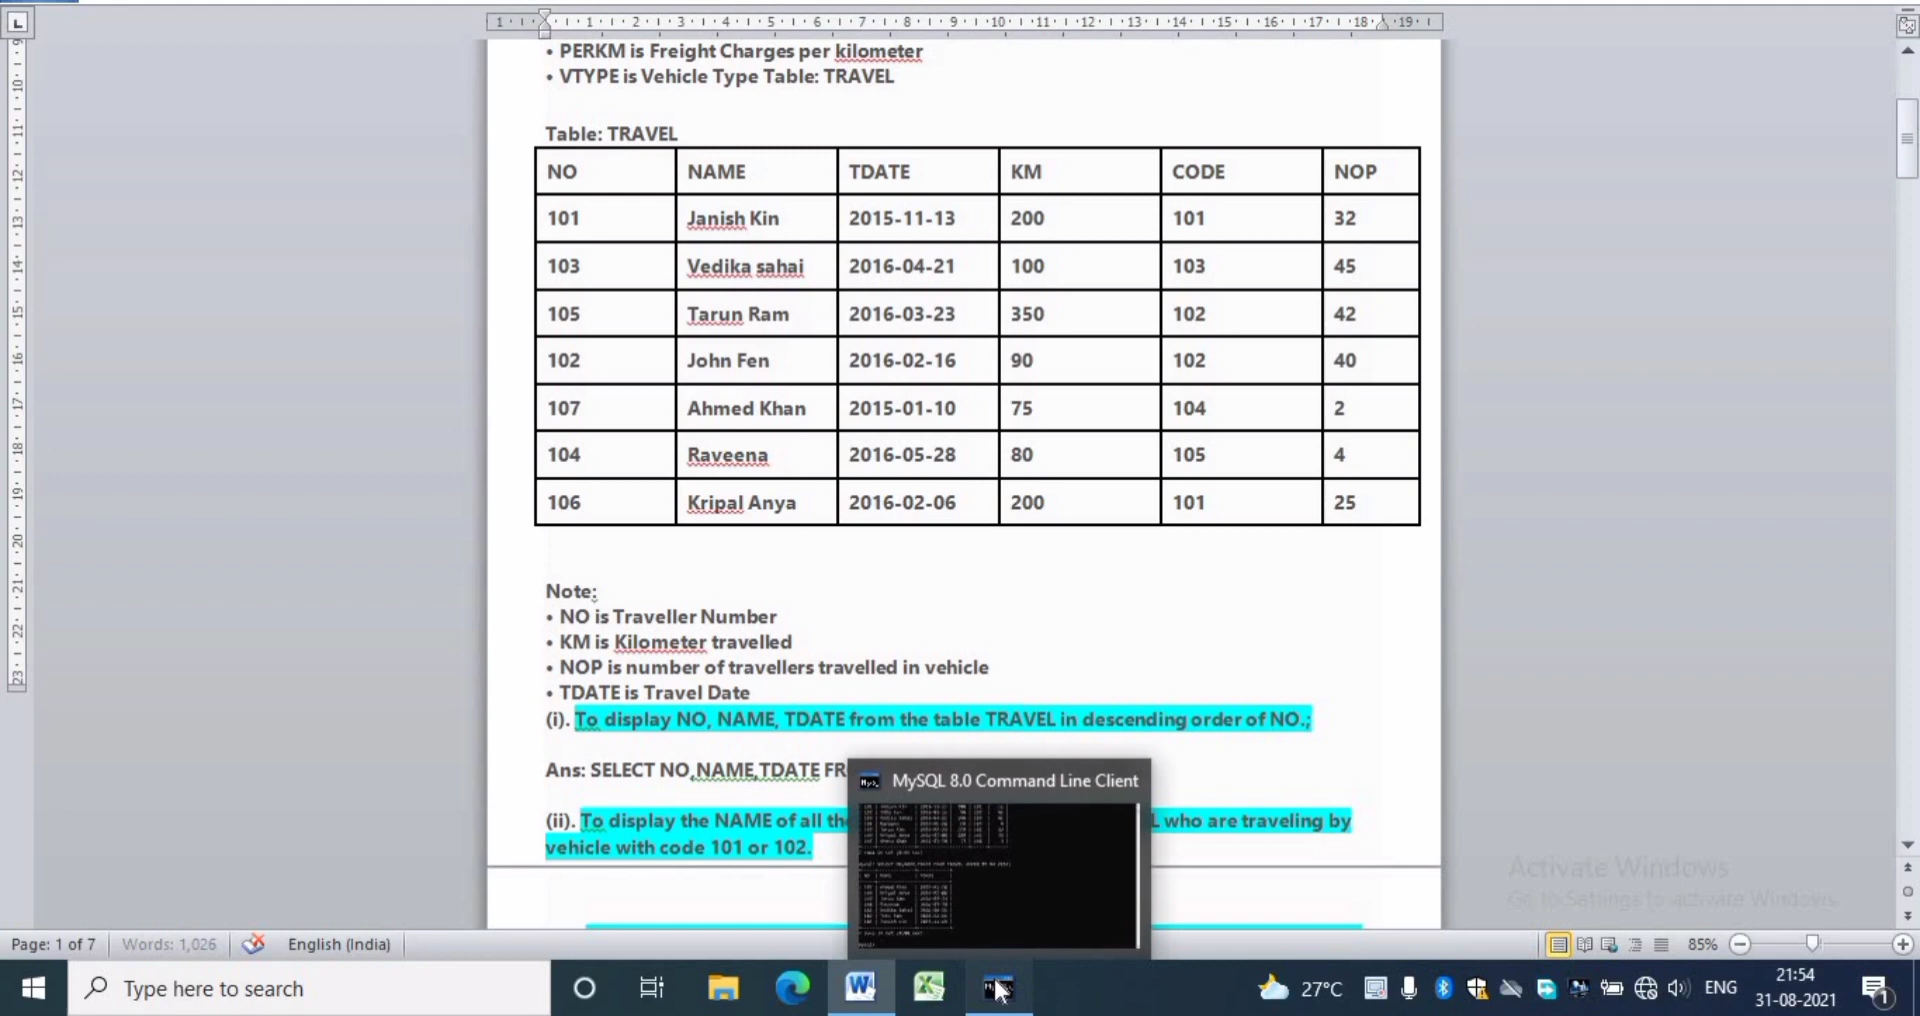 • PERKM is Freight Charges per kilometer
• VTYPE is Vehicle Type Table: TRAVEL
Table: TRAVEL
NO NAME TDATE KM CODE NOP
101 Janish Kin 2015-11-13 200 101 32
103 Vedika sahai 2016-04-21 100 103 45
105 Tarun Ram 2016-03-23 350 102 42
102 John Fen 2016-02-16 90 102 40
107 Ahmed Khan 2015-01-10 75 104 2
104 Raveena 2016-05-28 80 105 4
106 Kripal Anya 2016-02-06 200 101 25
Note:
• NO is Traveller Number
• KM is Kilometer travelled
• NOP is number of travellers travelled in vehicle
• TDATE is Travel Date
(i). To display NO, NAME, TDATE from the table TRAVEL in descending order of NO.;
Ans: SELECT NO,NAME,TDATE FR
MySQL 8.0 Command Line Client
(ii). To display the NAME of all the who are traveling by
vehicle with code 101 or 102.
Activate Windows
Go to Settings to activate Windows.
Page: 1 of 7 Words: 1,026 English (India) 85%
Type here to search 27°C ENG 21:54
31-08-2021 1